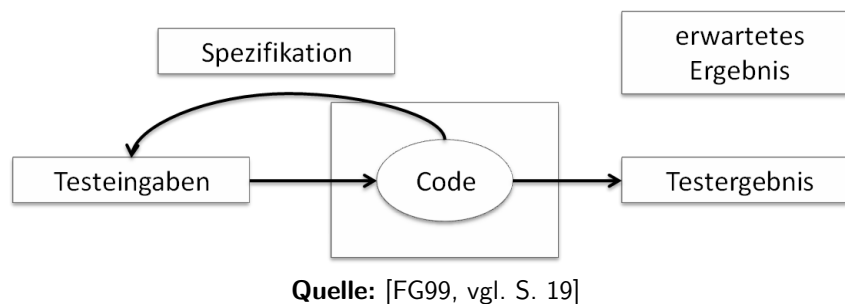 Spezifikation
erwartetes
Ergebnis
Testeingaben
Code
Testergebnis
Quelle: [FG99, vgl. S. 19]